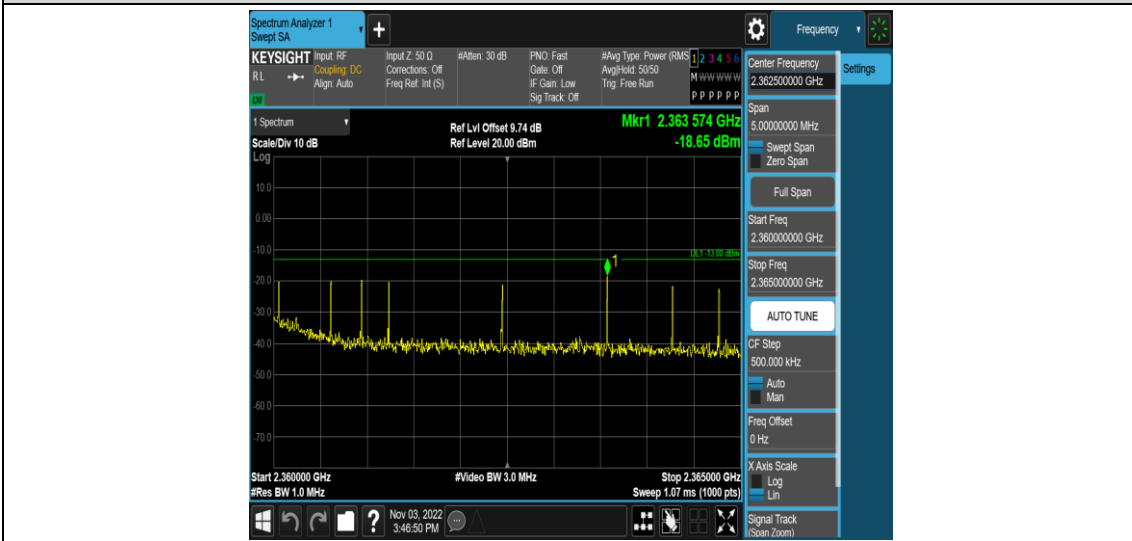 Spectrum Analyzer 1
Swept SA
+
Frequency
KEYSIGHT
RL
LXI
Input: RF
Coupling: DC
Align: Auto
Input Z: 50 Ω
Corrections: Off
Freq Ref: Int (S)
#Atten: 30 dB
PNO: Fast
Gate: Off
IF Gain: Low
Sig Track: Off
#Avg Type: Power (RMS
Avg|Hold: 50/50
Trig: Free Run
1 2 3 4 5 6
M W W W W W
P P P P P P
1 Spectrum
Scale/Div 10 dB
Log
Ref Lvl Offset 9.74 dB
Ref Level 20.00 dBm
Mkr1 2.363 574 GHz
-18.65 dBm
10.0
0.00
-10.0
-20.0
-30.0
-40.0
-50.0
-60.0
-70.0
DL1 -13.00 dBm
1
Start 2.360000 GHz
#Res BW 1.0 MHz
#Video BW 3.0 MHz
Stop 2.365000 GHz
Sweep 1.07 ms (1000 pts)
Center Frequency
2.362500000 GHz
Settings
Span
5.00000000 MHz
Swept Span
Zero Span
Full Span
Start Freq
2.360000000 GHz
Stop Freq
2.365000000 GHz
AUTO TUNE
CF Step
500.000 kHz
Auto
Man
Freq Offset
0 Hz
X Axis Scale
Log
Lin
Signal Track
(Span Zoom)
?
Nov 03, 2022
3:46:50 PM